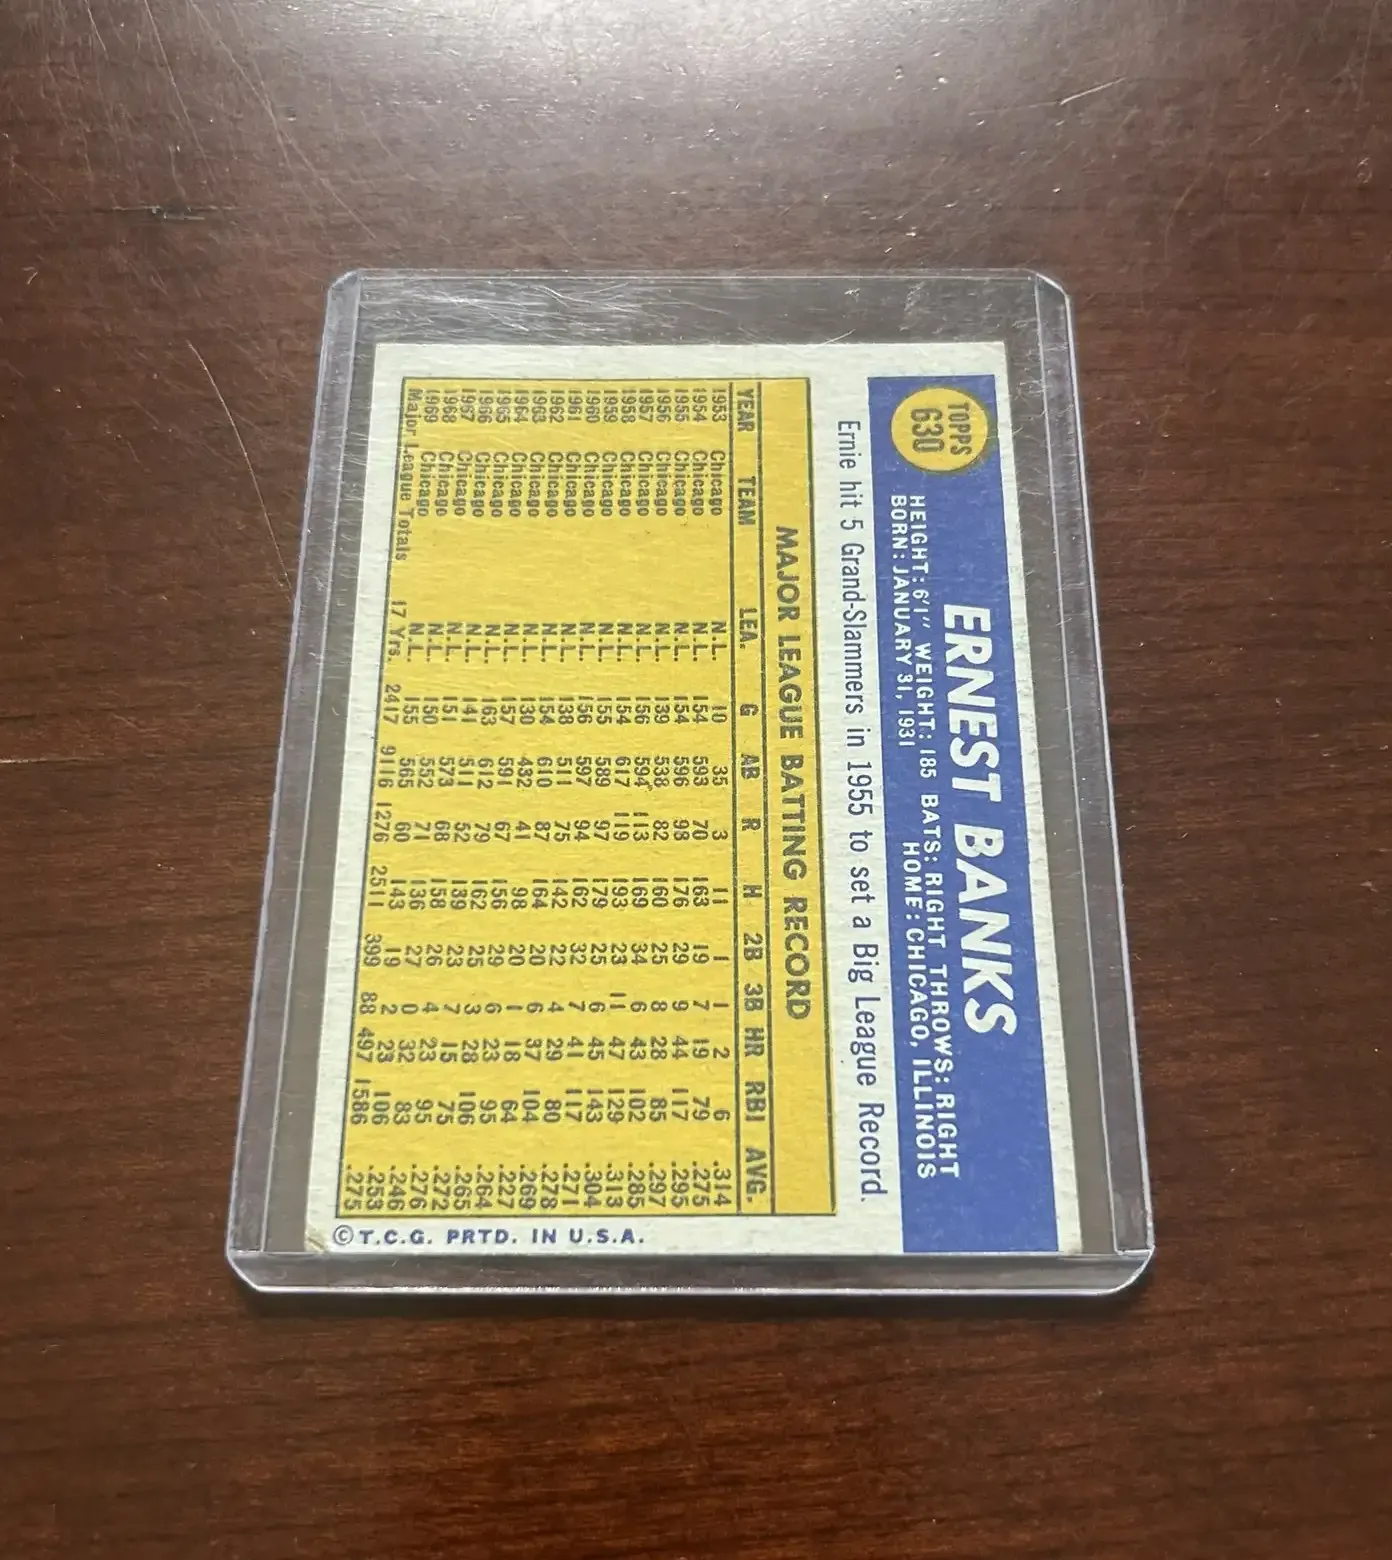 TOPPS
630
ERNEST BANKS
HEIGHT: 6'1" WEIGHT: 185 BATS: RIGHT THROWS: RIGHT
BORN: JANUARY 31, 1931 HOME: CHICAGO, ILLINOIS
Ernie hit 5 Grand-Slammers in 1955 to set a Big League Record.
MAJOR LEAGUE BATTING RECORD
YEAR TEAM LEA. G AB R H 2B 3B HR RBI AVG.
1953 Chicago N.L. 10 35 3 11 1 1 2 6 .314
1954 Chicago N.L. 154 593 70 163 19 7 19 79 .275
1955 Chicago N.L. 154 596 98 176 29 9 44 117 .295
1956 Chicago N.L. 139 538 82 160 25 8 28 85 .297
1957 Chicago N.L. 156 594 113 169 34 6 43 102 .285
1958 Chicago N.L. 154 617 119 193 23 11 47 129 .313
1959 Chicago N.L. 155 589 97 179 25 6 45 143 .304
1960 Chicago N.L. 156 597 94 162 32 7 41 117 .271
1961 Chicago N.L. 138 511 75 142 22 4 29 80 .278
1962 Chicago N.L. 154 610 87 164 20 6 37 104 .269
1963 Chicago N.L. 130 432 41 98 20 1 18 64 .227
1964 Chicago N.L. 157 591 67 156 29 6 23 95 .264
1965 Chicago N.L. 163 612 79 162 25 3 28 106 .265
1966 Chicago N.L. 141 511 52 139 23 7 15 75 .272
1967 Chicago N.L. 151 573 68 158 26 4 23 95 .276
1968 Chicago N.L. 150 552 71 136 27 0 32 83 .246
1969 Chicago N.L. 155 565 60 143 19 2 23 106 .253
Major League Totals 17 Yrs. 2417 9116 1276 2511 399 88 497 1586 .275
©T.C.G. PRTD. IN U.S.A.